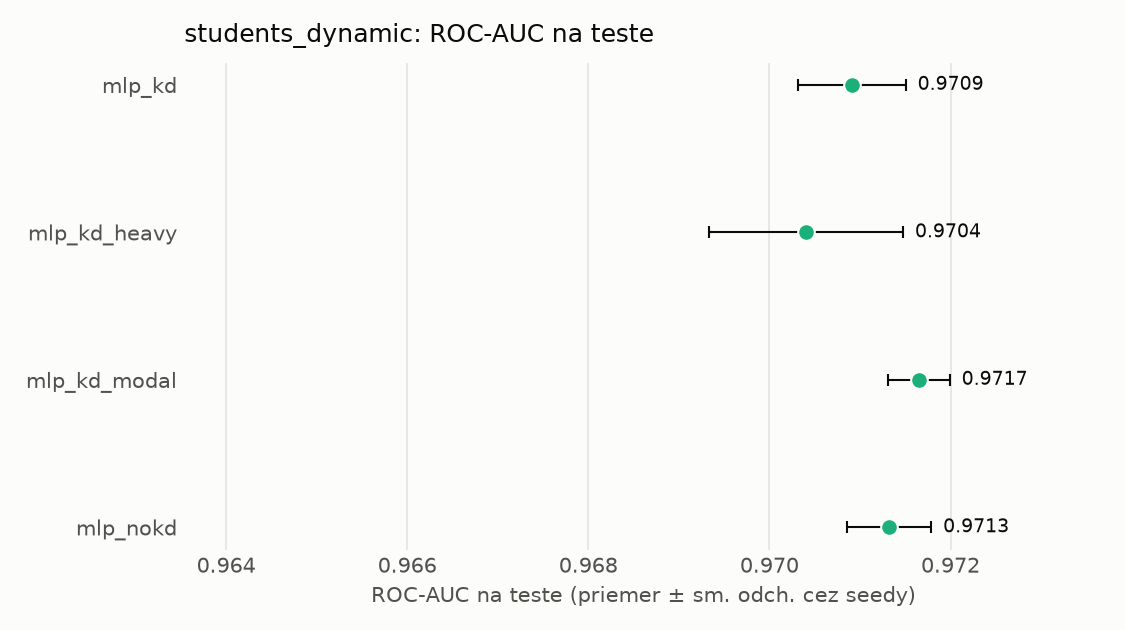 students_dynamic: ROC-AUC na teste
mlp_kd
0.9709
mlp_kd_heavy
0.9704
mlp_kd_modal
0.9717
mlp_nokd
0.9713
0.964 0.966 0.968 0.970 0.972
ROC-AUC na teste (priemer ± sm. odch. cez seedy)